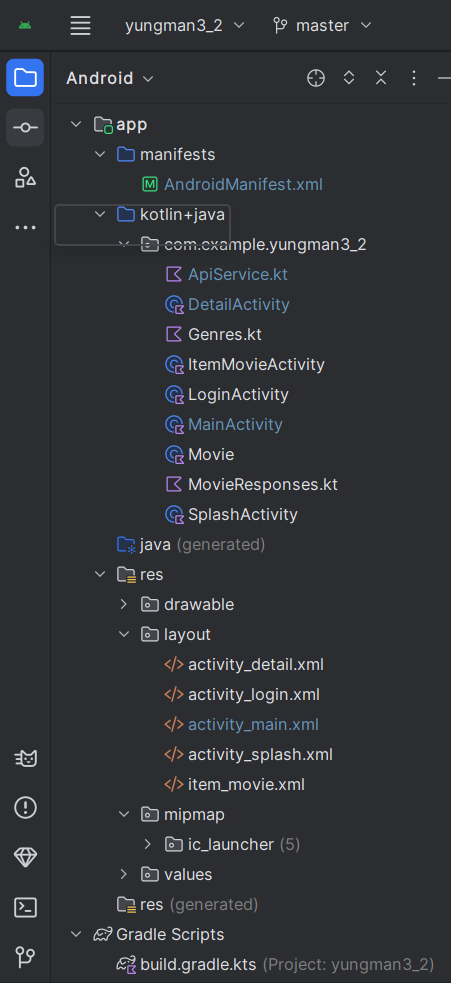 yungman3_2 master
Android
app
manifests
AndroidManifest.xml
kotlin+java
com.example.yungman3_2
ApiService.kt
DetailActivity
Genres.kt
ItemMovieActivity
LoginActivity
MainActivity
Movie
MovieResponses.kt
SplashActivity
java (generated)
res
drawable
layout
activity_detail.xml
activity_login.xml
activity_main.xml
activity_splash.xml
item_movie.xml
mipmap
ic_launcher (5)
values
res (generated)
Gradle Scripts
build.gradle.kts (Project: yungman3_2)